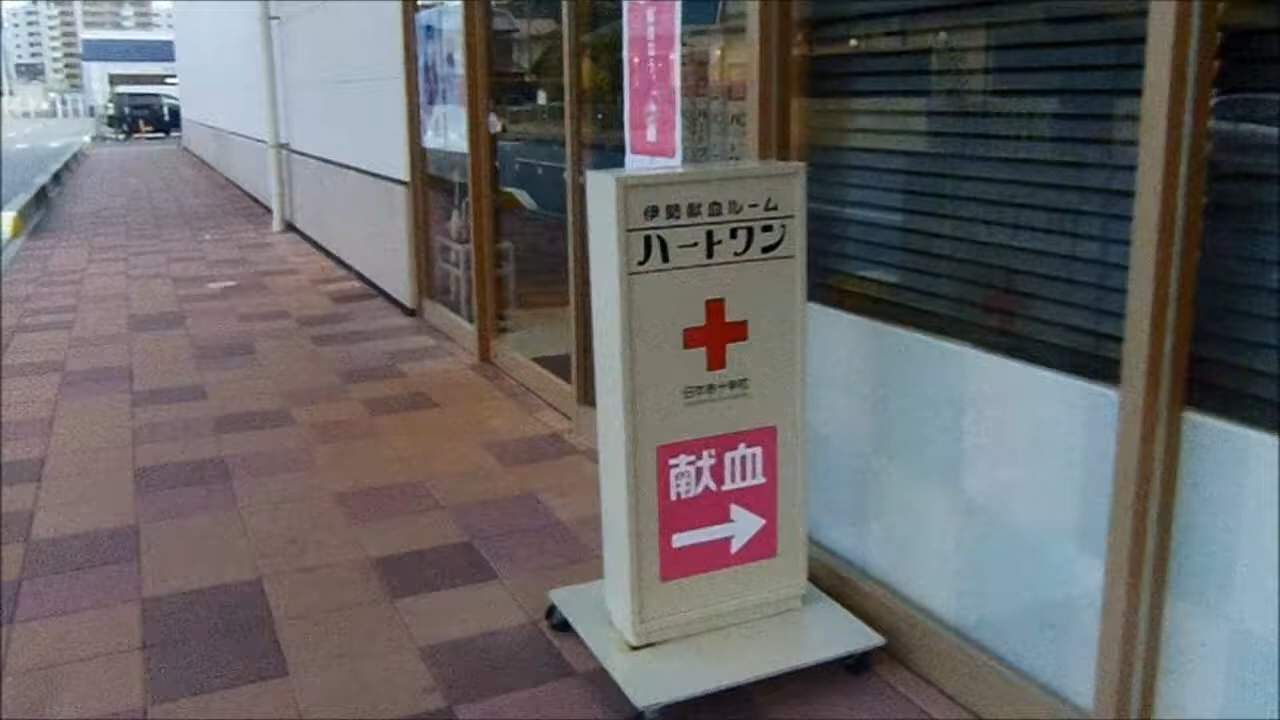 伊勢献血ルーム
ハートワン
日本赤十字社
献血